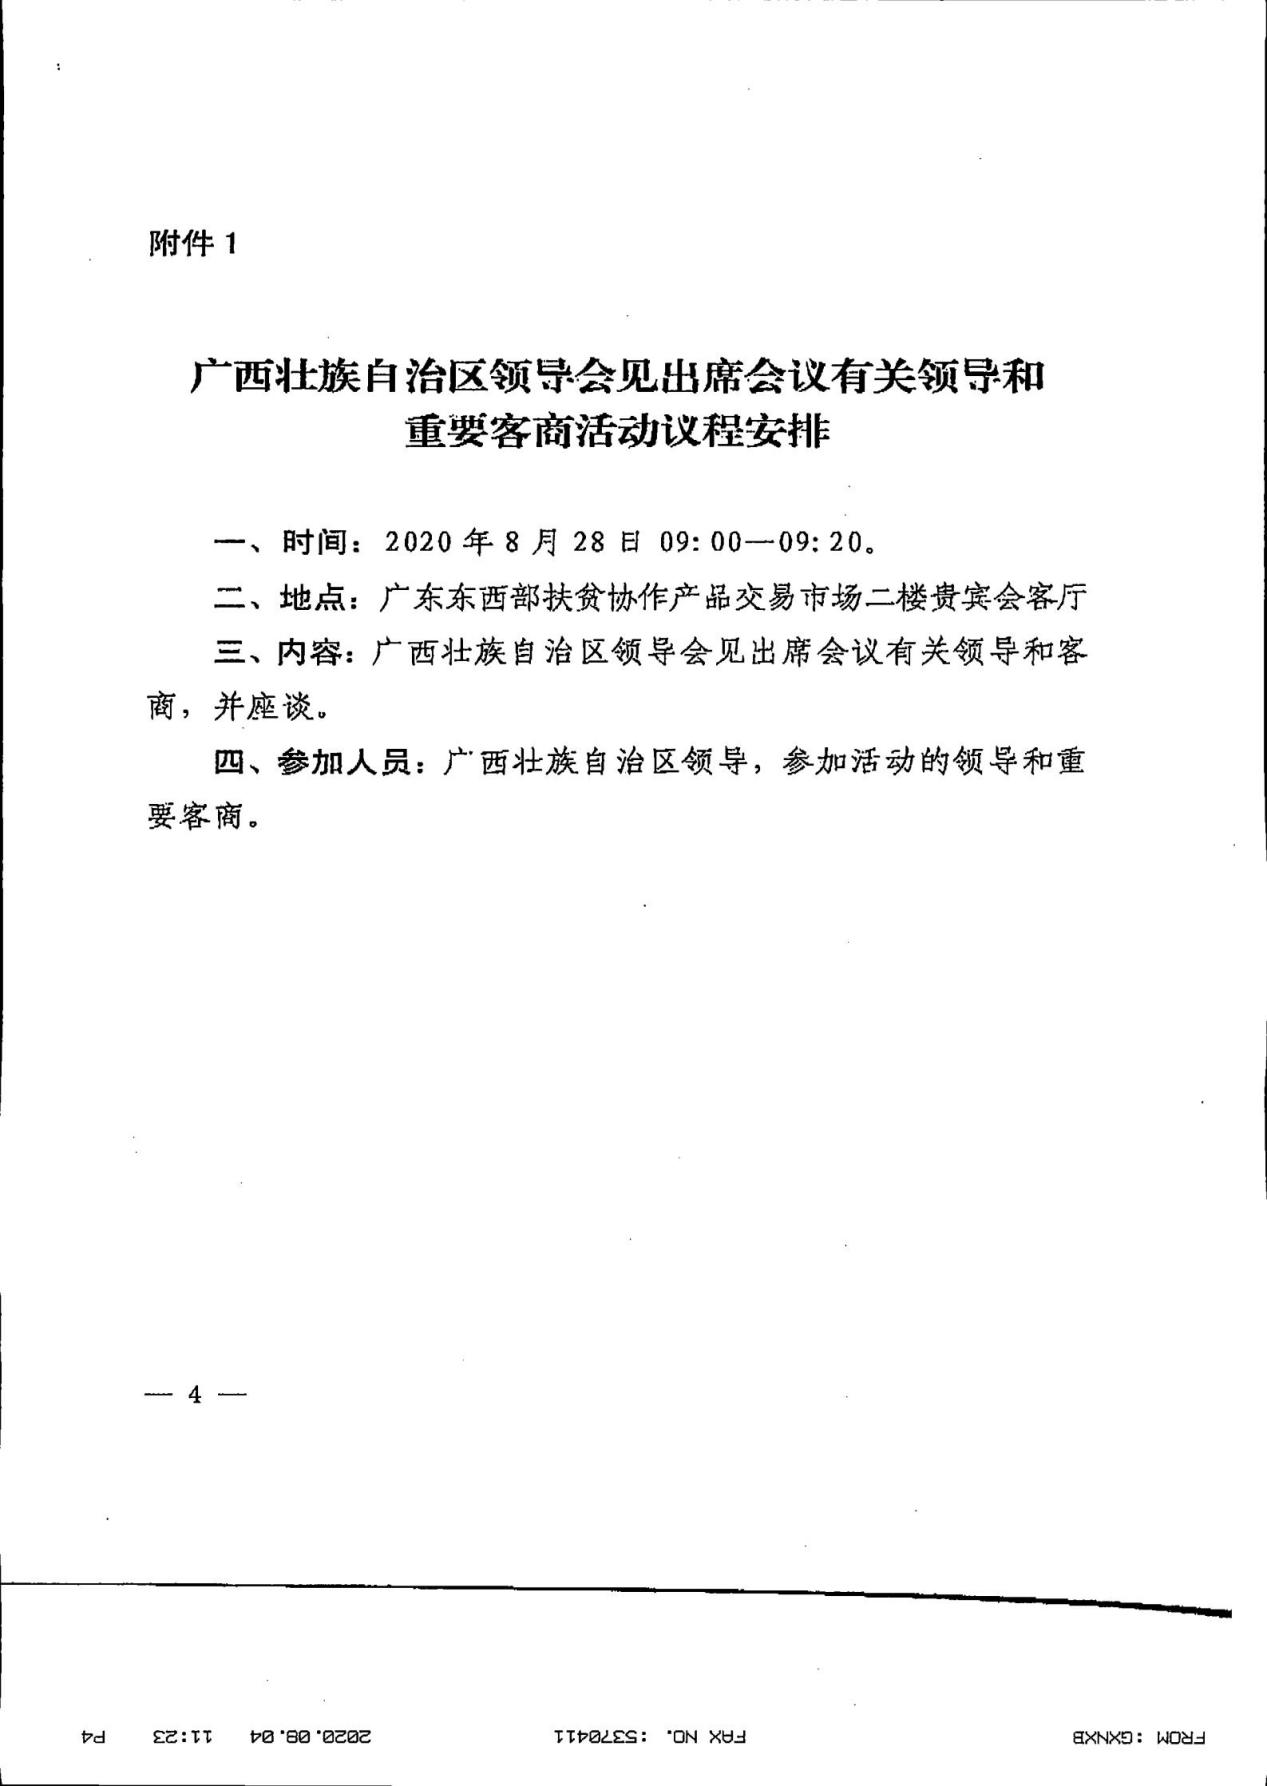 附件 1
广西壮族自治区领导会见出席会议有关领导和
重要客商活动议程安排
一、时间：2020 年 8 月 28 日 09:00—09:20。
二、地点：广东东西部扶贫协作产品交易市场二楼贵宾会客厅
三、内容：广西壮族自治区领导会见出席会议有关领导和客
商，并座谈。
四、参加人员：广西壮族自治区领导，参加活动的领导和重
要客商。
— 4 —
FROM :GXNXB FAX NO. :5370411 2020.08.04 11:23 P4